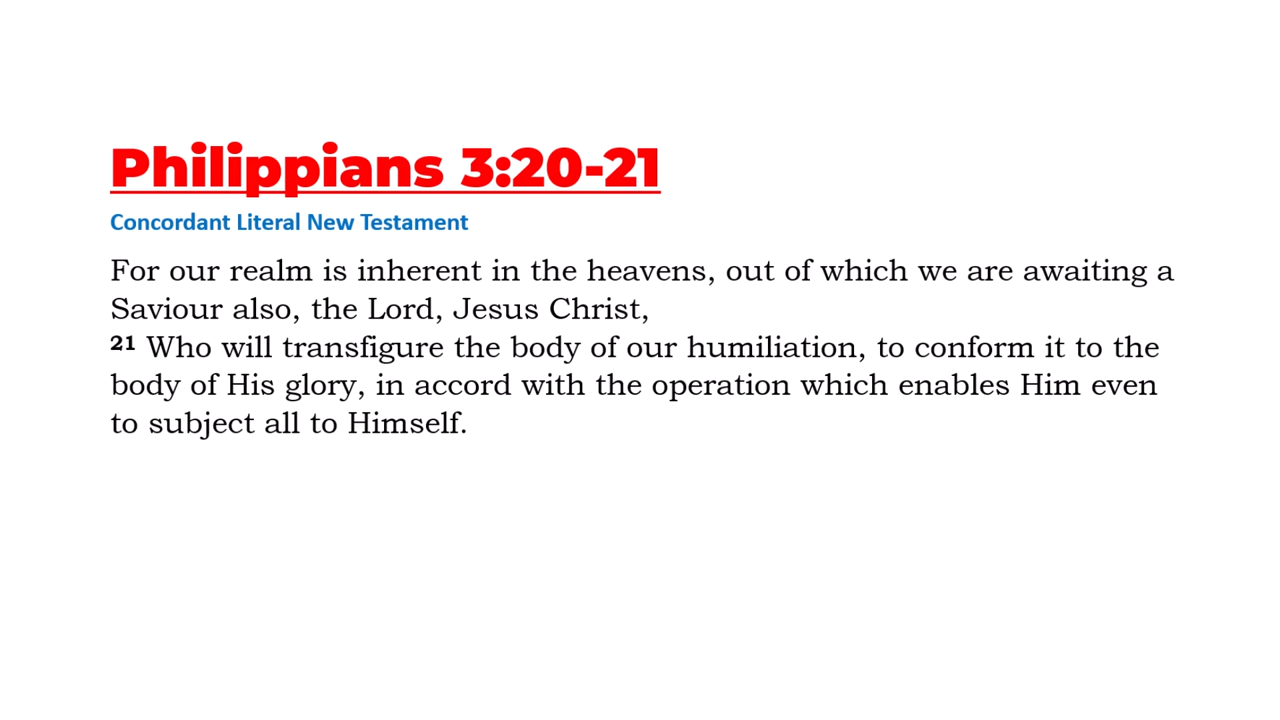 Philippians 3:20-21
Concordant Literal New Testament
For our realm is inherent in the heavens, out of which we are awaiting a
Saviour also, the Lord, Jesus Christ,
21 Who will transfigure the body of our humiliation, to conform it to the
body of His glory, in accord with the operation which enables Him even
to subject all to Himself.